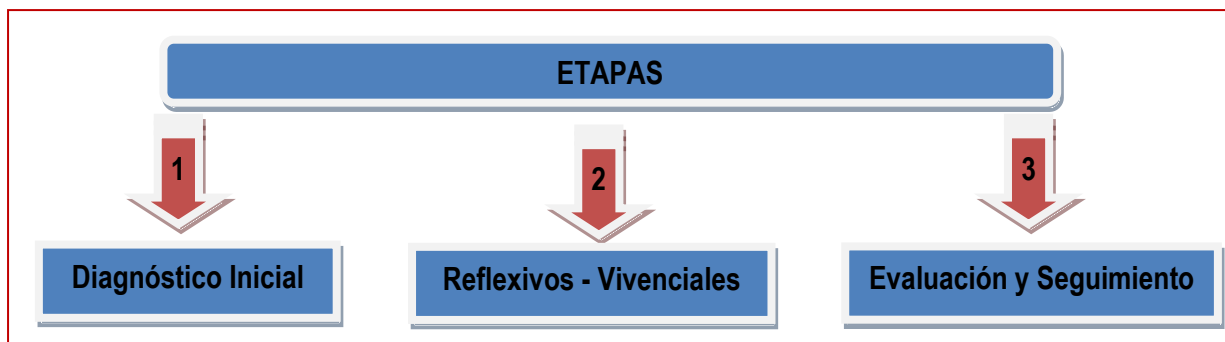 ETAPAS
1
2
3
Diagnóstico Inicial
Reflexivos - Vivenciales
Evaluación y Seguimiento